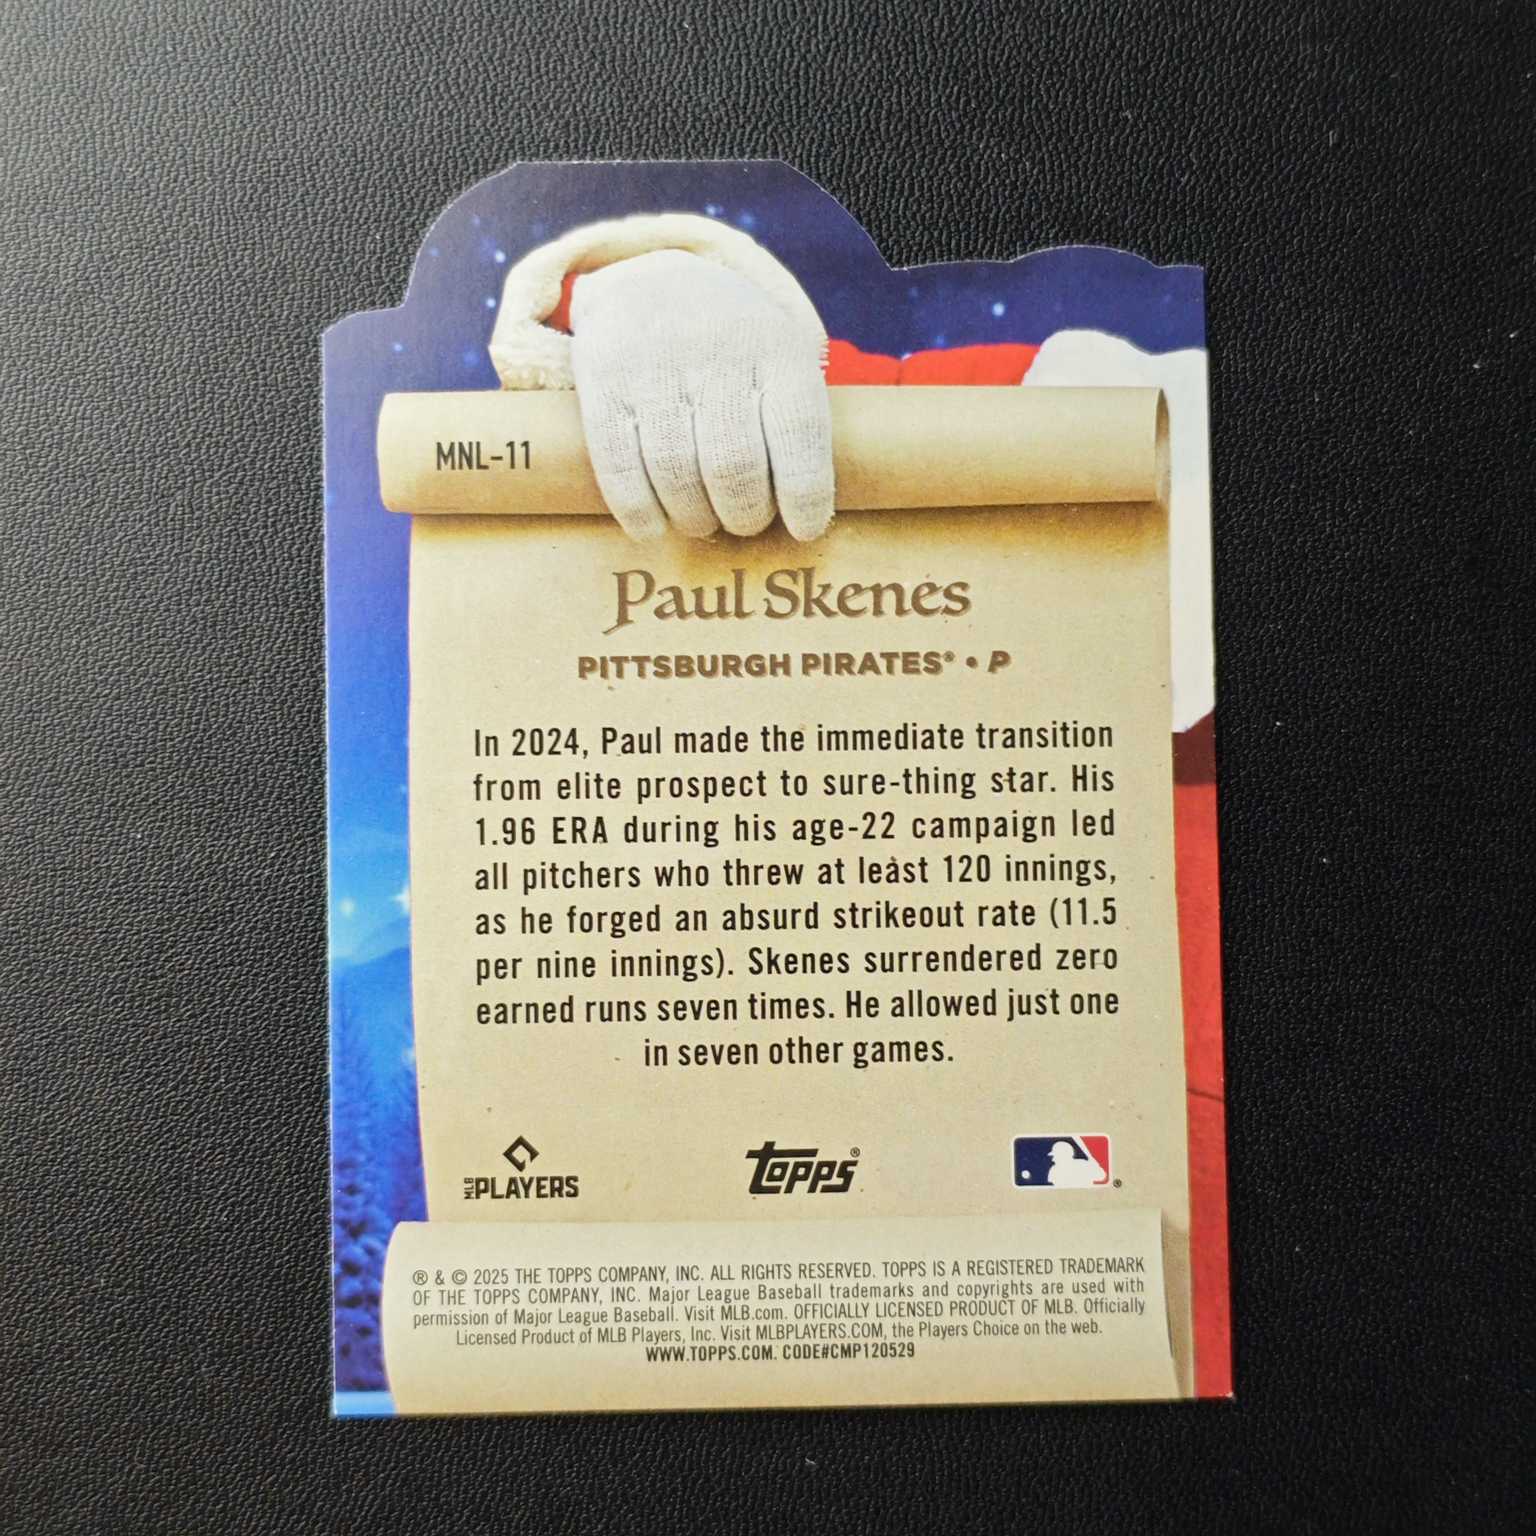 MNL-11
Paul Skenes
PITTSBURGH PIRATES® • P
In 2024, Paul made the immediate transition
from elite prospect to sure-thing star. His
1.96 ERA during his age-22 campaign led
all pitchers who threw at least 120 innings,
as he forged an absurd strikeout rate (11.5
per nine innings). Skenes surrendered zero
earned runs seven times. He allowed just one
in seven other games.
MLB PLAYERS
topps®
®
® & © 2025 THE TOPPS COMPANY, INC. ALL RIGHTS RESERVED. TOPPS IS A REGISTERED TRADEMARK
OF THE TOPPS COMPANY, INC. Major League Baseball trademarks and copyrights are used with
permission of Major League Baseball. Visit MLB.com. OFFICIALLY LICENSED PRODUCT OF MLB. Officially
Licensed Product of MLB Players, Inc. Visit MLBPLAYERS.COM, the Players Choice on the web.
WWW.TOPPS.COM. CODE#CMP120529